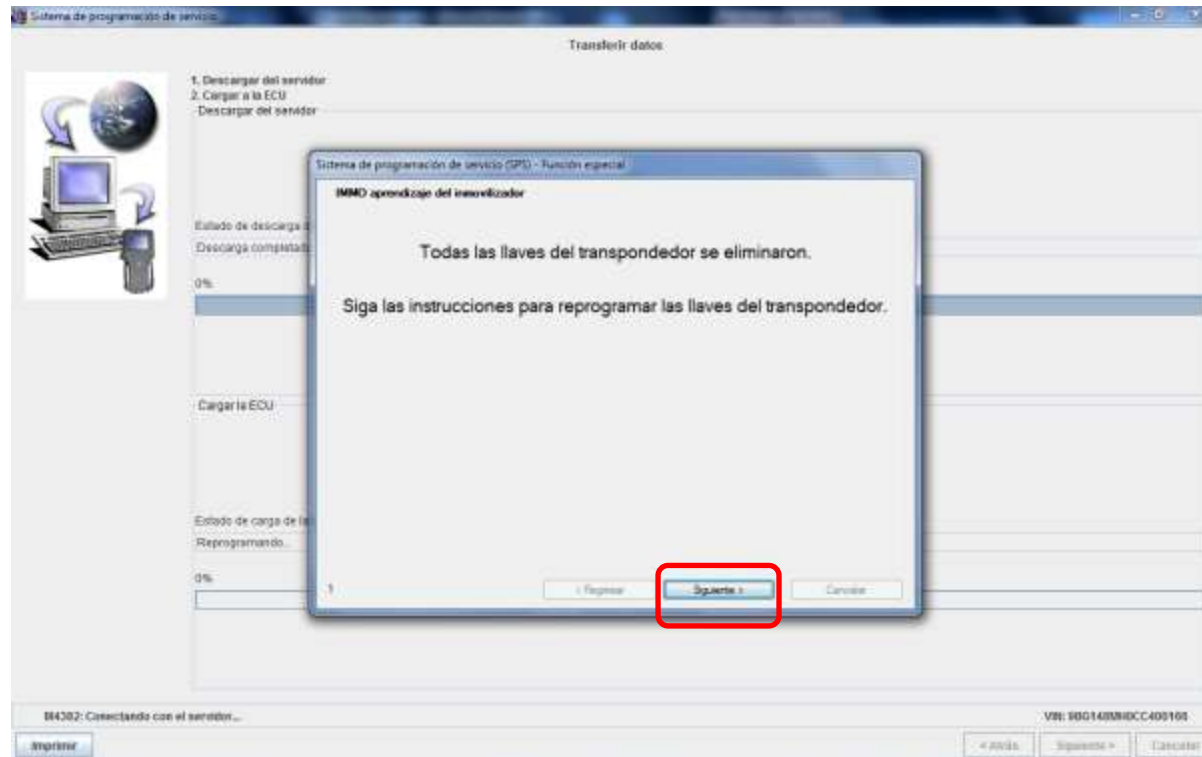 Sistema de programación de servicio
Transferir datos
1. Descargar del servidor
2. Cargar a la ECU
Descargar del servidor
Sistema de programación de servicio (SPS) - Función especial
IMMO aprendizaje del inmovilizador
Estado de descarga
Descarga completada
Todas las llaves del transpondedor se eliminaron.
0%
Siga las instrucciones para reprogramar las llaves del transpondedor.
Cargar la ECU
Estado de carga de la
Reprogramando...
0%
1
< Regresar
Siguiente >
Cancelar
Conectando con el servidor...
VIN:
Imprimir
< Atrás
Siguiente >
Cancelar